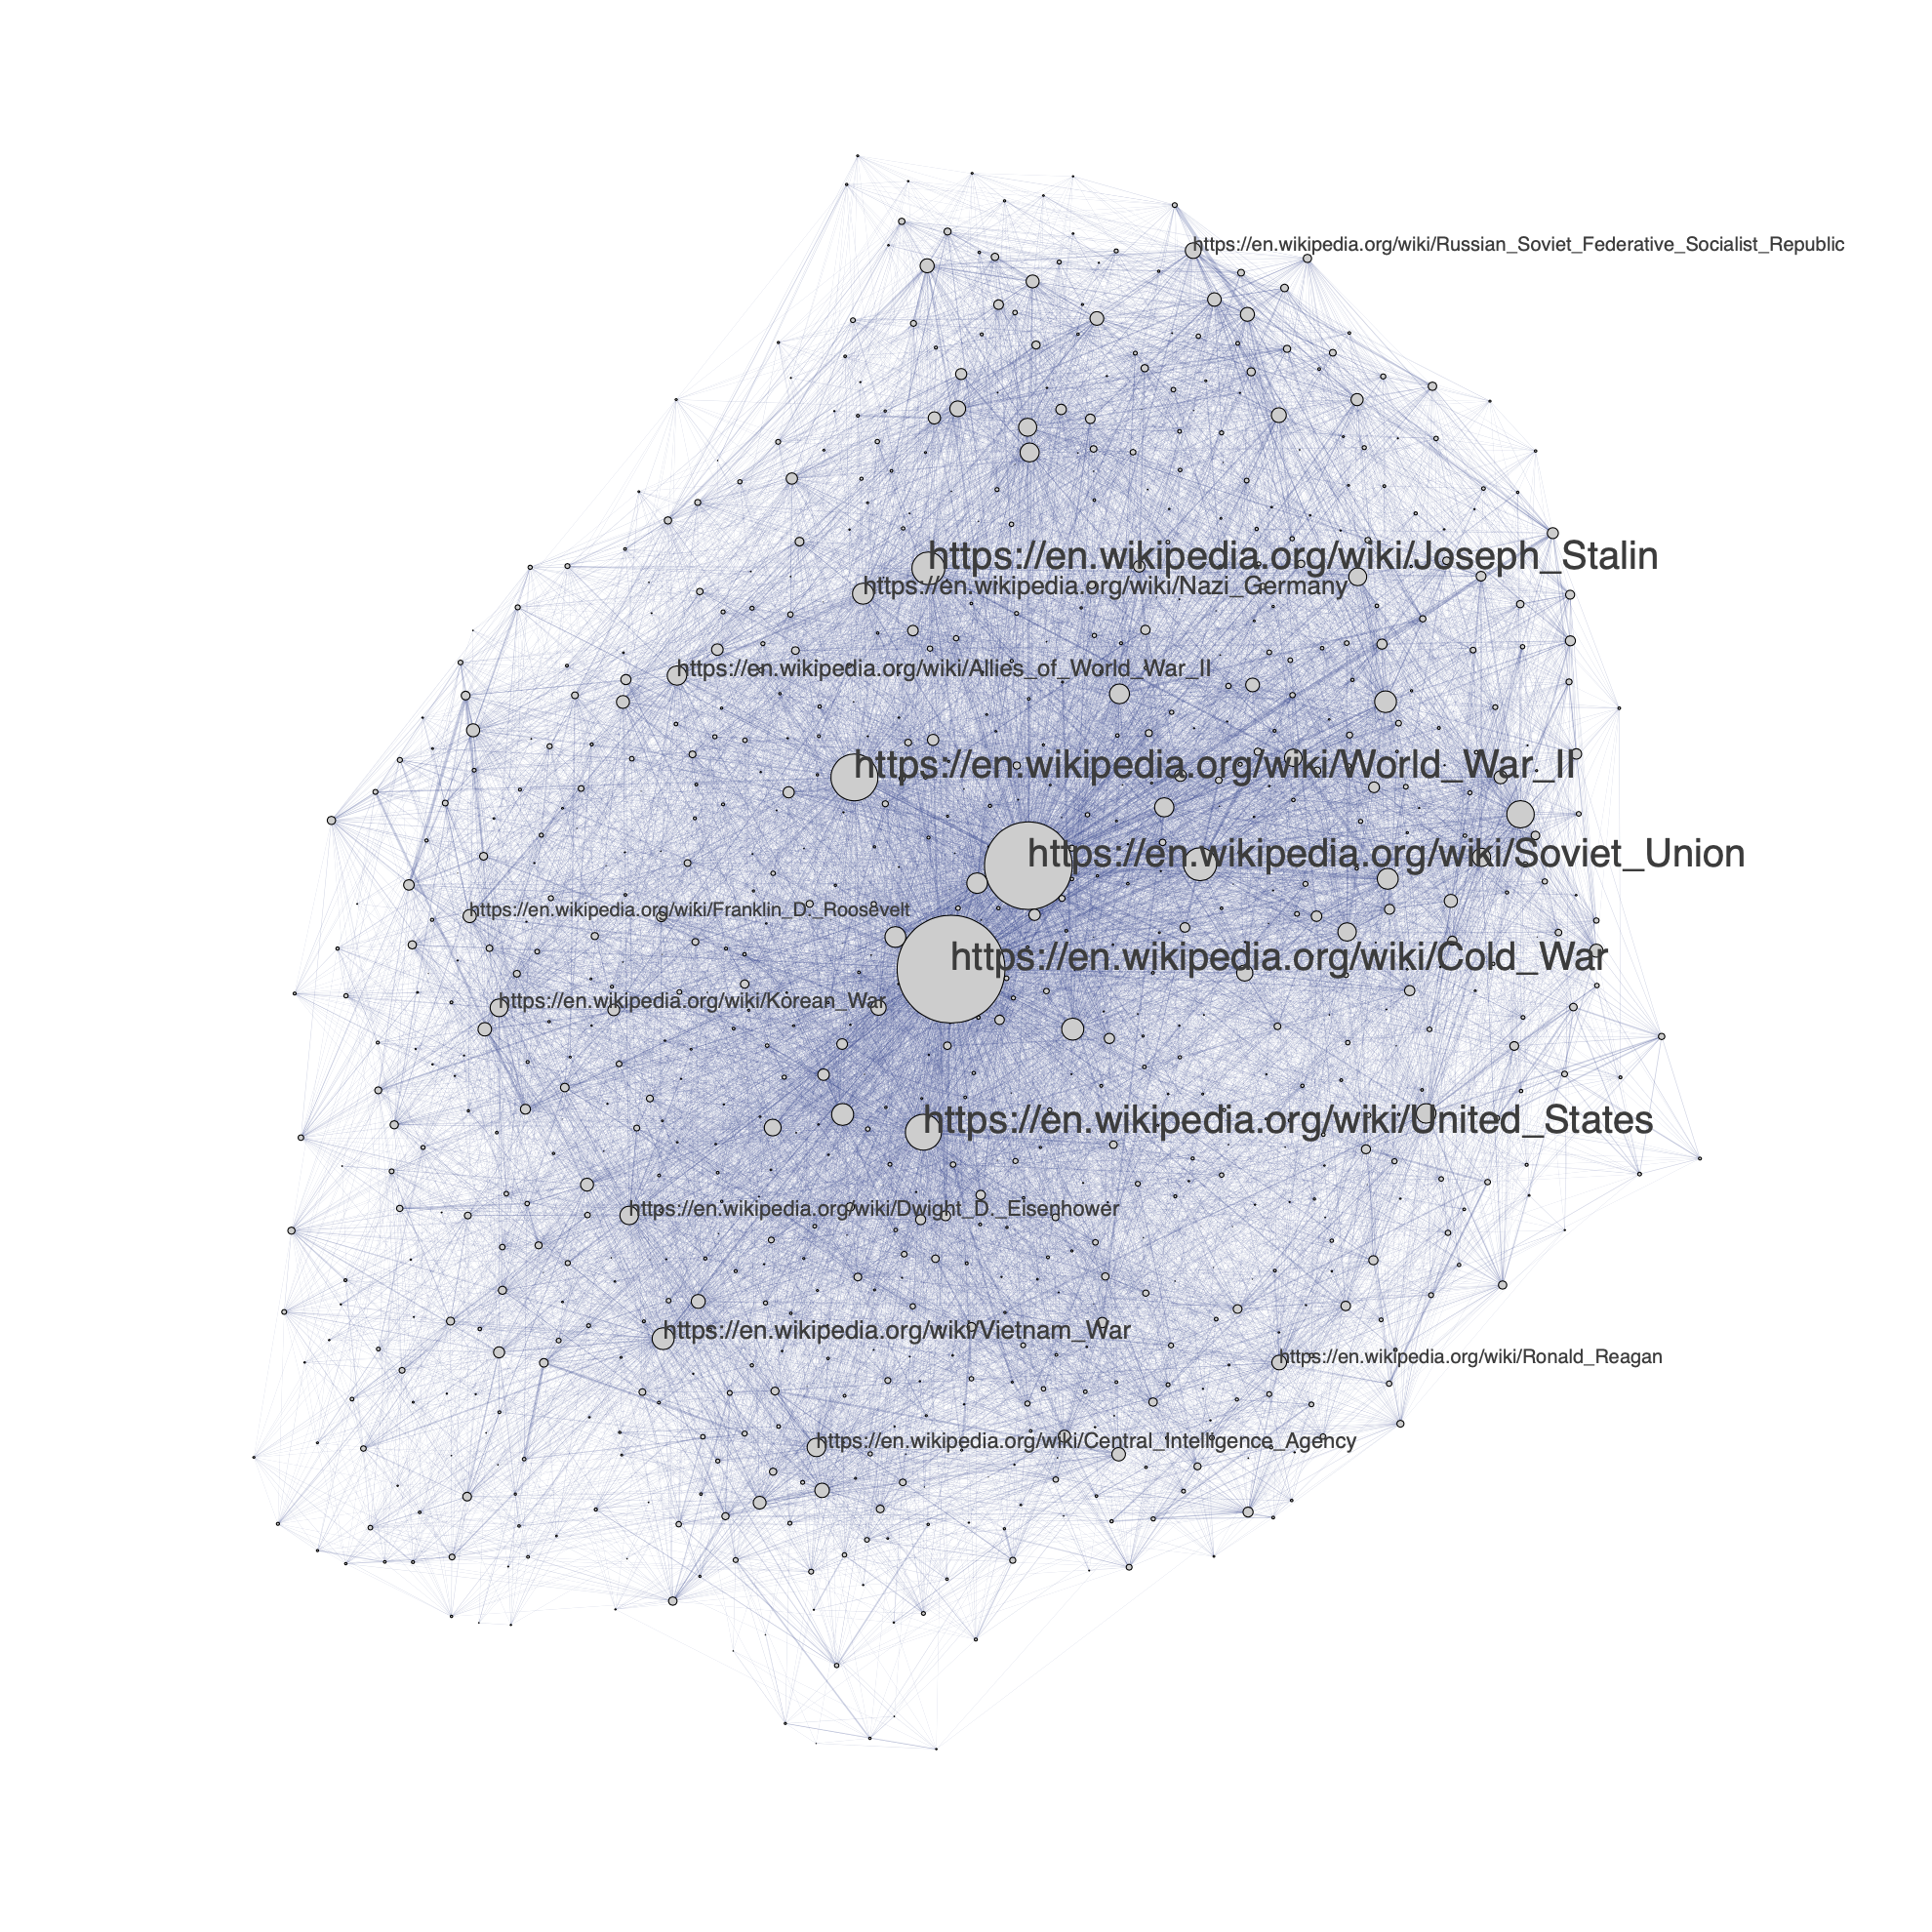 https://en.wikipedia.org/wiki/Russian_Soviet_Federative_Socialist_Republic
https://en.wikipedia.org/wiki/Joseph_Stalin
https://en.wikipedia.org/wiki/Nazi_Germany
https://en.wikipedia.org/wiki/Allies_of_World_War_II
https://en.wikipedia.org/wiki/World_War_II
https://en.wikipedia.org/wiki/Soviet_Union
https://en.wikipedia.org/wiki/Franklin_D._Roosevelt
https://en.wikipedia.org/wiki/Cold_War
https://en.wikipedia.org/wiki/Korean_War
https://en.wikipedia.org/wiki/United_States
https://en.wikipedia.org/wiki/Dwight_D._Eisenhower
https://en.wikipedia.org/wiki/Vietnam_War
https://en.wikipedia.org/wiki/Ronald_Reagan
https://en.wikipedia.org/wiki/Central_Intelligence_Agency